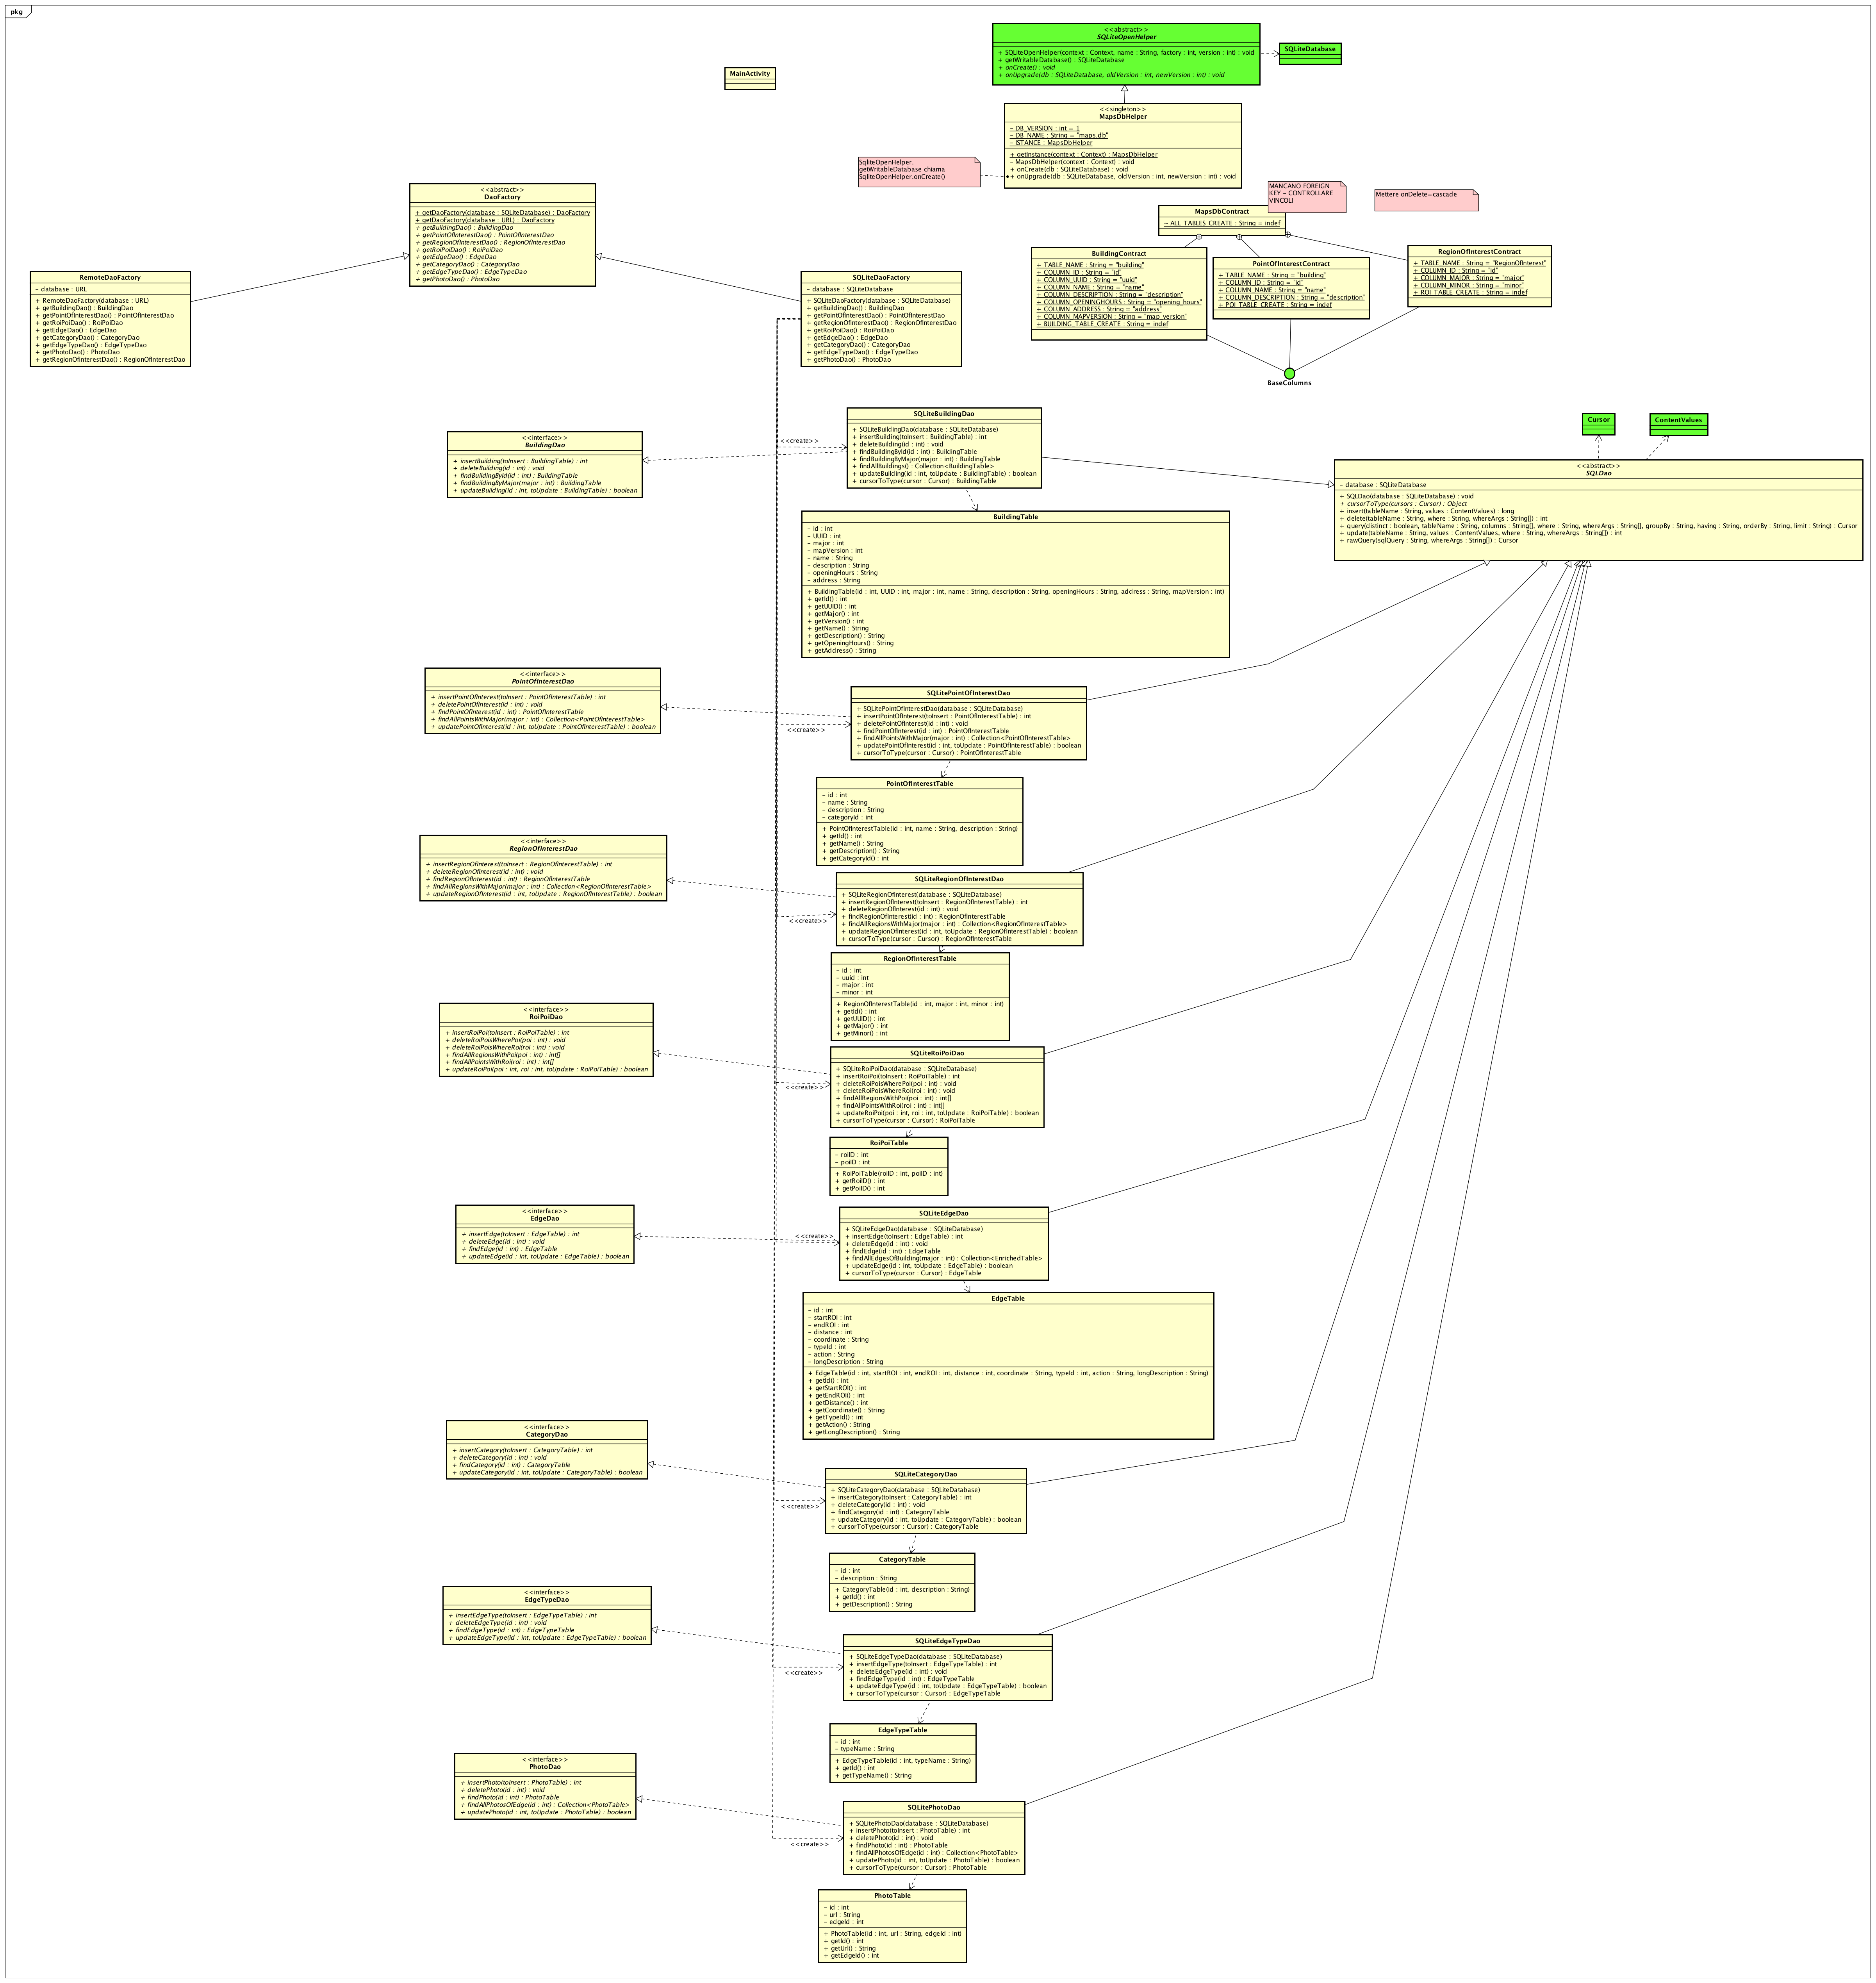 pkg
<<abstract>>
SQLiteOpenHelper
+ SQLiteOpenHelper(context : Context, name : String, factory : int, version : int) : void
+ getWritableDatabase() : SQLiteDatabase
+ onCreate() : void
+ onUpgrade(db : SQLiteDatabase, oldVersion : int, newVersion : int) : void
SQLiteDatabase
MainActivity
<<singleton>>
MapsDbHelper
- DB_VERSION : int = 1
- DB_NAME : String = "maps.db"
- ISTANCE : MapsDbHelper
+ getInstance(context : Context) : MapsDbHelper
- MapsDbHelper(context : Context) : void
+ onCreate(db : SQLiteDatabase) : void
+ onUpgrade(db : SQLiteDatabase, oldVersion : int, newVersion : int) : void
SqliteOpenHelper.
getWritableDatabase chiama
SqliteOpenHelper.onCreate()
MANCANO FOREIGN
KEY - CONTROLLARE
VINCOLI
Mettere onDelete=cascade
MapsDbContract
- ALL_TABLES_CREATE : String = indef
BuildingContract
+ TABLE_NAME : String = "building"
+ COLUMN_ID : String = "id"
+ COLUMN_UUID : String = "uuid"
+ COLUMN_NAME : String = "name"
+ COLUMN_DESCRIPTION : String = "description"
+ COLUMN_OPENINGHOURS : String = "opening_hours"
+ COLUMN_ADDRESS : String = "address"
+ COLUMN_MAPVERSION : String = "map_version"
+ BUILDING_TABLE_CREATE : String = indef
PointOfInterestContract
+ TABLE_NAME : String = "building"
+ COLUMN_ID : String = "id"
+ COLUMN_NAME : String = "name"
+ COLUMN_DESCRIPTION : String = "description"
+ POI_TABLE_CREATE : String = indef
RegionOfInterestContract
+ TABLE_NAME : String = "RegionOfInterest"
+ COLUMN_ID : String = "id"
+ COLUMN_MAJOR : String = "major"
+ COLUMN_MINOR : String = "minor"
+ ROI_TABLE_CREATE : String = indef
BaseColumns
<<abstract>>
DaoFactory
+ getDaoFactory(database : SQLiteDatabase) : DaoFactory
+ getDaoFactory(database : URL) : DaoFactory
+ getBuildingDao() : BuildingDao
+ getPointOfInterestDao() : PointOfInterestDao
+ getRegionOfInterestDao() : RegionOfInterestDao
+ getRoiPoiDao() : RoiPoiDao
+ getEdgeDao() : EdgeDao
+ getCategoryDao() : CategoryDao
+ getEdgeTypeDao() : EdgeTypeDao
+ getPhotoDao() : PhotoDao
RemoteDaoFactory
- database : URL
+ RemoteDaoFactory(database : URL)
+ getBuildingDao() : BuildingDao
+ getPointOfInterestDao() : PointOfInterestDao
+ getRoiPoiDao() : RoiPoiDao
+ getEdgeDao() : EdgeDao
+ getCategoryDao() : CategoryDao
+ getEdgeTypeDao() : EdgeTypeDao
+ getPhotoDao() : PhotoDao
+ getRegionOfInterestDao() : RegionOfInterestDao
SQLiteDaoFactory
- database : SQLiteDatabase
+ SQLiteDaoFactory(database : SQLiteDatabase)
+ getBuildingDao() : BuildingDao
+ getPointOfInterestDao() : PointOfInterestDao
+ getRegionOfInterestDao() : RegionOfInterestDao
+ getRoiPoiDao() : RoiPoiDao
+ getEdgeDao() : EdgeDao
+ getCategoryDao() : CategoryDao
+ getEdgeTypeDao() : EdgeTypeDao
+ getPhotoDao() : PhotoDao
Cursor
ContentValues
<<abstract>>
SQLDao
- database : SQLiteDatabase
+ SQLDao(database : SQLiteDatabase) : void
+ cursorToType(cursors : Cursor) : Object
+ insert(tableName : String, values : ContentValues) : long
+ delete(tableName : String, where : String, whereArgs : String[]) : int
+ query(distinct : boolean, tableName : String, columns : String[], where : String, whereArgs : String[], groupBy : String, having : String, orderBy : String, limit : String) : Cursor
+ update(tableName : String, values : ContentValues, where : String, whereArgs : String[]) : int
+ rawQuery(sqlQuery : String, whereArgs : String[]) : Cursor
<<interface>>
BuildingDao
+ insertBuilding(toInsert : BuildingTable) : int
+ deleteBuilding(id : int) : void
+ findBuildingById(id : int) : BuildingTable
+ findBuildingByMajor(major : int) : BuildingTable
+ updateBuilding(id : int, toUpdate : BuildingTable) : boolean
<<create>>
SQLiteBuildingDao
+ SQLiteBuildingDao(database : SQLiteDatabase)
+ insertBuilding(toInsert : BuildingTable) : int
+ deleteBuilding(id : int) : void
+ findBuildingById(id : int) : BuildingTable
+ findBuildingByMajor(major : int) : BuildingTable
+ findAllBuildings() : Collection<BuildingTable>
+ updateBuilding(id : int, toUpdate : BuildingTable) : boolean
+ cursorToType(cursor : Cursor) : BuildingTable
BuildingTable
- id : int
- UUID : int
- major : int
- mapVersion : int
- name : String
- description : String
- openingHours : String
- address : String
+ BuildingTable(id : int, UUID : int, major : int, name : String, description : String, openingHours : String, address : String, mapVersion : int)
+ getId() : int
+ getUUID() : int
+ getMajor() : int
+ getVersion() : int
+ getName() : String
+ getDescription() : String
+ getOpeningHours() : String
+ getAddress() : String
<<interface>>
PointOfInterestDao
+ insertPointOfInterest(toInsert : PointOfInterestTable) : int
+ deletePointOfInterest(id : int) : void
+ findPointOfInterest(id : int) : PointOfInterestTable
+ findAllPointsWithMajor(major : int) : Collection<PointOfInterestTable>
+ updatePointOfInterest(id : int, toUpdate : PointOfInterestTable) : boolean
<<create>>
SQLitePointOfInterestDao
+ SQLitePointOfInterestDao(database : SQLiteDatabase)
+ insertPointOfInterest(toInsert : PointOfInterestTable) : int
+ deletePointOfInterest(id : int) : void
+ findPointOfInterest(id : int) : PointOfInterestTable
+ findAllPointsWithMajor(major : int) : Collection<PointOfInterestTable>
+ updatePointOfInterest(id : int, toUpdate : PointOfInterestTable) : boolean
+ cursorToType(cursor : Cursor) : PointOfInterestTable
PointOfInterestTable
- id : int
- name : String
- description : String
- categoryId : int
+ PointOfInterestTable(id : int, name : String, description : String)
+ getId() : int
+ getName() : String
+ getDescription() : String
+ getCategoryId() : int
<<interface>>
RegionOfInterestDao
+ insertRegionOfInterest(toInsert : RegionOfInterestTable) : int
+ deleteRegionOfInterest(id : int) : void
+ findRegionOfInterest(id : int) : RegionOfInterestTable
+ findAllRegionsWithMajor(major : int) : Collection<RegionOfInterestTable>
+ updateRegionOfInterest(id : int, toUpdate : RegionOfInterestTable) : boolean
<<create>>
SQLiteRegionOfInterestDao
+ SQLiteRegionOfInterest(database : SQLiteDatabase)
+ insertRegionOfInterest(toInsert : RegionOfInterestTable) : int
+ deleteRegionOfInterest(id : int) : void
+ findRegionOfInterest(id : int) : RegionOfInterestTable
+ findAllRegionsWithMajor(major : int) : Collection<RegionOfInterestTable>
+ updateRegionOfInterest(id : int, toUpdate : RegionOfInterestTable) : boolean
+ cursorToType(cursor : Cursor) : RegionOfInterestTable
RegionOfInterestTable
- id : int
- uuid : int
- major : int
- minor : int
+ RegionOfInterestTable(id : int, major : int, minor : int)
+ getId() : int
+ getUUID() : int
+ getMajor() : int
+ getMinor() : int
<<interface>>
RoiPoiDao
+ insertRoiPoi(toInsert : RoiPoiTable) : int
+ deleteRoiPoisWherePoi(poi : int) : void
+ deleteRoiPoisWhereRoi(roi : int) : void
+ findAllRegionsWithPoi(poi : int) : int[]
+ findAllPointsWithRoi(roi : int) : int[]
+ updateRoiPoi(poi : int, roi : int, toUpdate : RoiPoiTable) : boolean
<<create>>
SQLiteRoiPoiDao
+ SQLiteRoiPoiDao(database : SQLiteDatabase)
+ insertRoiPoi(toInsert : RoiPoiTable) : int
+ deleteRoiPoisWherePoi(poi : int) : void
+ deleteRoiPoisWhereRoi(roi : int) : void
+ findAllRegionsWithPoi(poi : int) : int[]
+ findAllPointsWithRoi(roi : int) : int[]
+ updateRoiPoi(poi : int, roi : int, toUpdate : RoiPoiTable) : boolean
+ cursorToType(cursor : Cursor) : RoiPoiTable
RoiPoiTable
- roiID : int
- poiID : int
+ RoiPoiTable(roiID : int, poiID : int)
+ getRoiID() : int
+ getPoiID() : int
<<interface>>
EdgeDao
+ insertEdge(toInsert : EdgeTable) : int
+ deleteEdge(id : int) : void
+ findEdge(id : int) : EdgeTable
+ updateEdge(id : int, toUpdate : EdgeTable) : boolean
<<create>>
SQLiteEdgeDao
+ SQLiteEdgeDao(database : SQLiteDatabase)
+ insertEdge(toInsert : EdgeTable) : int
+ deleteEdge(id : int) : void
+ findEdge(id : int) : EdgeTable
+ findAllEdgesOfBuilding(major : int) : Collection<EnrichedTable>
+ updateEdge(id : int, toUpdate : EdgeTable) : boolean
+ cursorToType(cursor : Cursor) : EdgeTable
EdgeTable
- id : int
- startROI : int
- endROI : int
- distance : int
- coordinate : String
- typeId : int
- action : String
- longDescription : String
+ EdgeTable(id : int, startROI : int, endROI : int, distance : int, coordinate : String, typeId : int, action : String, longDescription : String)
+ getId() : int
+ getStartROI() : int
+ getEndROI() : int
+ getDistance() : int
+ getCoordinate() : String
+ getTypeId() : int
+ getAction() : String
+ getLongDescription() : String
<<interface>>
CategoryDao
+ insertCategory(toInsert : CategoryTable) : int
+ deleteCategory(id : int) : void
+ findCategory(id : int) : CategoryTable
+ updateCategory(id : int, toUpdate : CategoryTable) : boolean
<<create>>
SQLiteCategoryDao
+ SQLiteCategoryDao(database : SQLiteDatabase)
+ insertCategory(toInsert : CategoryTable) : int
+ deleteCategory(id : int) : void
+ findCategory(id : int) : CategoryTable
+ updateCategory(id : int, toUpdate : CategoryTable) : boolean
+ cursorToType(cursor : Cursor) : CategoryTable
CategoryTable
- id : int
- description : String
+ CategoryTable(id : int, description : String)
+ getId() : int
+ getDescription() : String
<<interface>>
EdgeTypeDao
+ insertEdgeType(toInsert : EdgeTypeTable) : int
+ deleteEdgeType(id : int) : void
+ findEdgeType(id : int) : EdgeTypeTable
+ updateEdgeType(id : int, toUpdate : EdgeTypeTable) : boolean
<<create>>
SQLiteEdgeTypeDao
+ SQLiteEdgeTypeDao(database : SQLiteDatabase)
+ insertEdgeType(toInsert : EdgeTypeTable) : int
+ deleteEdgeType(id : int) : void
+ findEdgeType(id : int) : EdgeTypeTable
+ updateEdgeType(id : int, toUpdate : EdgeTypeTable) : boolean
+ cursorToType(cursor : Cursor) : EdgeTypeTable
EdgeTypeTable
- id : int
- typeName : String
+ EdgeTypeTable(id : int, typeName : String)
+ getId() : int
+ getTypeName() : String
<<interface>>
PhotoDao
+ insertPhoto(toInsert : PhotoTable) : int
+ deletePhoto(id : int) : void
+ findPhoto(id : int) : PhotoTable
+ findAllPhotosOfEdge(id : int) : Collection<PhotoTable>
+ updatePhoto(id : int, toUpdate : PhotoTable) : boolean
<<create>>
SQLitePhotoDao
+ SQLitePhotoDao(database : SQLiteDatabase)
+ insertPhoto(toInsert : PhotoTable) : int
+ deletePhoto(id : int) : void
+ findPhoto(id : int) : PhotoTable
+ findAllPhotosOfEdge(id : int) : Collection<PhotoTable>
+ updatePhoto(id : int, toUpdate : PhotoTable) : boolean
+ cursorToType(cursor : Cursor) : PhotoTable
PhotoTable
- id : int
- url : String
- edgeId : int
+ PhotoTable(id : int, url : String, edgeId : int)
+ getId() : int
+ getUrl() : String
+ getEdgeId() : int